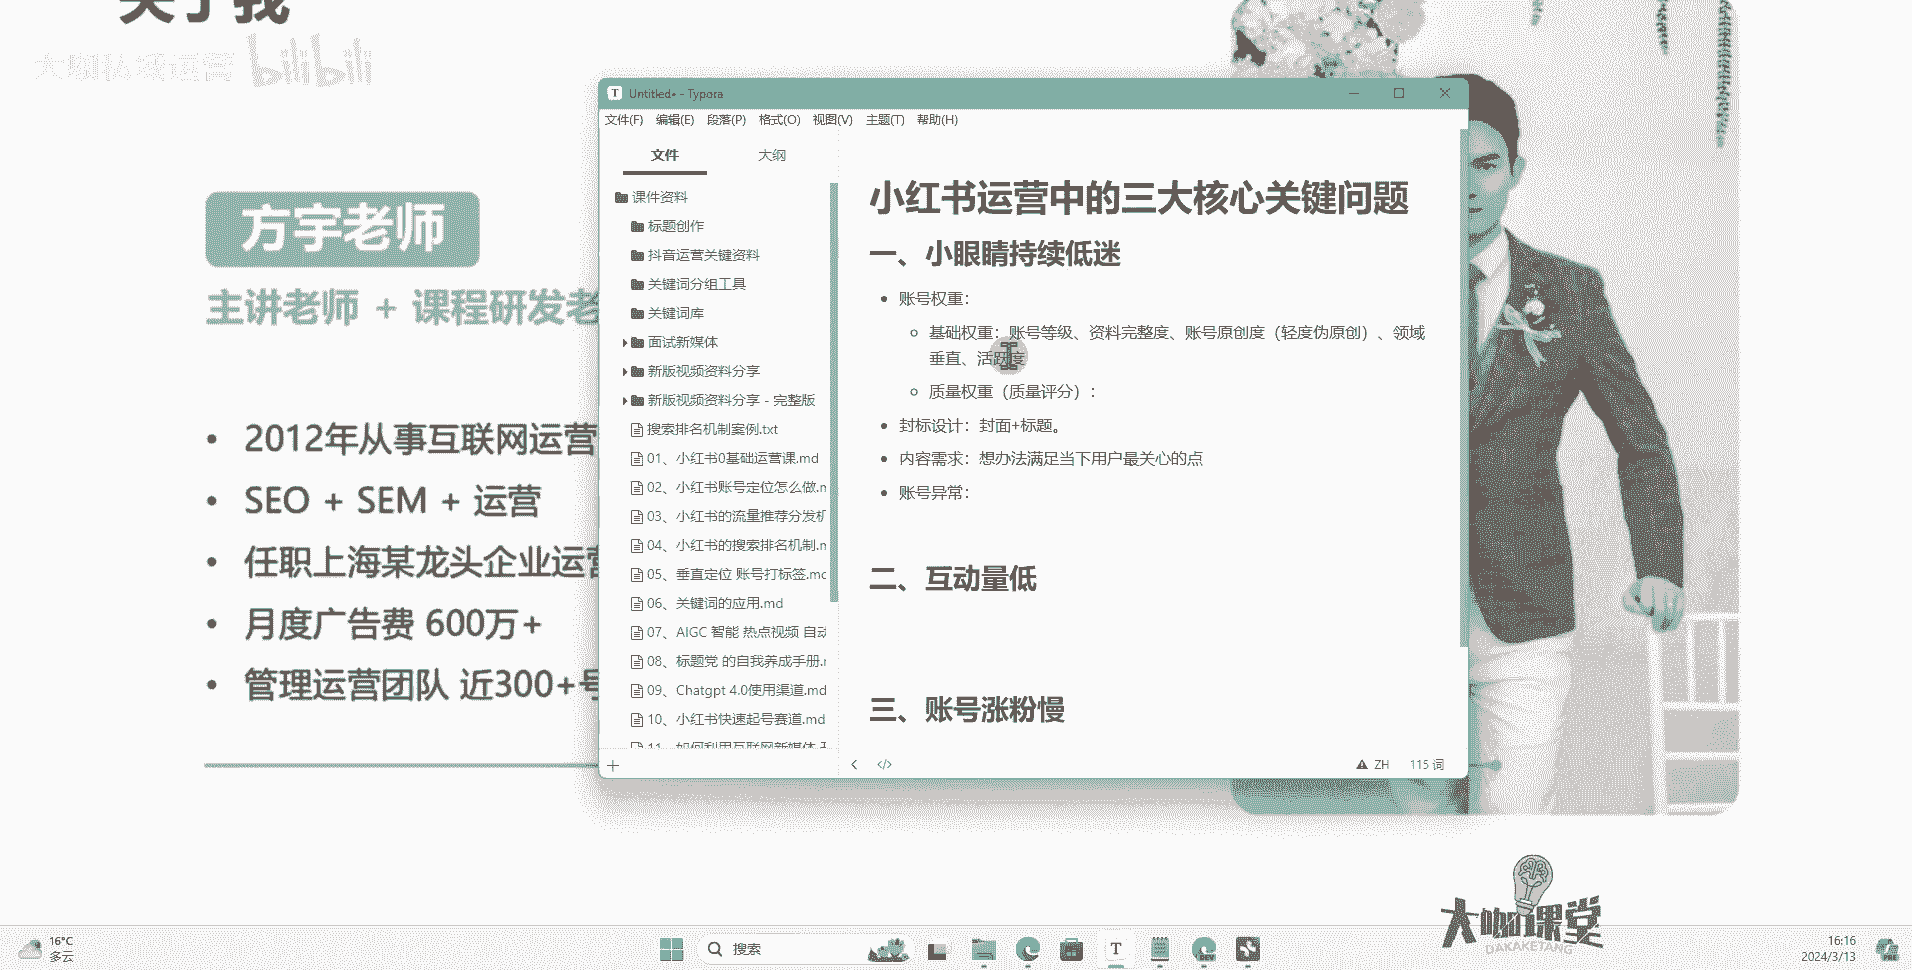 关于我
大咖私域运营 bilibili
方宇老师
主讲老师 + 课程研发老
2012年从事互联网运营
SEO + SEM + 运营
任职上海某龙头企业运营
月度广告费 600万+
管理运营团队 近300+号
Untitled• - Typora
文件(F) 编辑(E) 段落(P) 格式(O) 视图(V) 主题(T) 帮助(H)
文件 大纲
课件资料
标题创作
抖音运营关键资料
关键词分组工具
关键词库
面试新媒体
新版视频资料分享
新版视频资料分享 - 完整版
搜索排名机制案例.txt
01、小红书0基础运营课.md
02、小红书账号定位怎么做.m
03、小红书的流量推荐分发机
04、小红书的搜索排名机制.m
05、垂直定位 账号打标签.mc
06、关键词的应用.md
07、AIGC 智能 热点视频 自动
08、标题党 的自我养成手册.r
09、Chatgpt 4.0使用渠道.md
10、小红书快速起号赛道.md
11、如何利用互联网新媒体
小红书运营中的三大核心关键问题
一、小眼睛持续低迷
账号权重：
基础权重：账号等级、资料完整度、账号原创度（轻度伪原创）、领域
垂直、活跃度
质量权重（质量评分）：
封标设计：封面+标题。
内容需求：想办法满足当下用户最关心的点
账号异常：
二、互动量低
三、账号涨粉慢
ZH 115 词
大咖课堂
DAKAKETANG
16°C
多云
搜索
DEV
16:16
2024/3/13
PRE